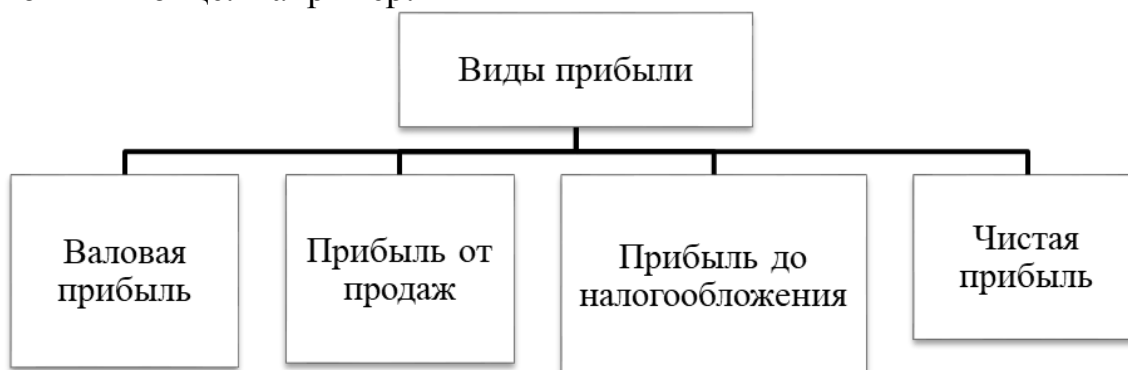 Виды прибыли
Валовая
прибыль
Прибыль от
продаж
Прибыль до
налогообложения
Чистая
прибыль